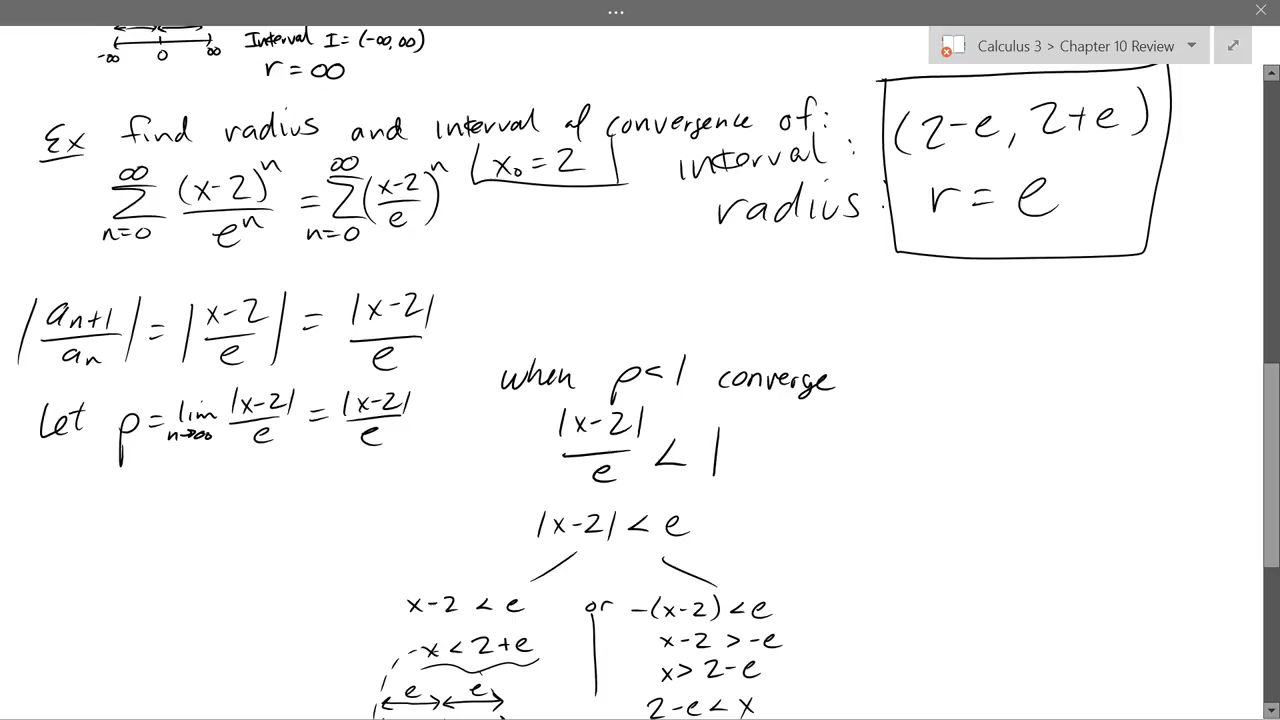 Calculus 3 > Chapter 10 Review
-∞ 0 ∞ Interval I = (-∞, ∞)
r = ∞
Ex find radius and interval of convergence of:
∞ Σ n=0 (x-2)^n / e^n = ∞ Σ n=0 ((x-2)/e)^n
x₀ = 2
interval : (2-e, 2+e)
radius : r = e
|a_{n+1} / a_n| = |(x-2)/e| = |x-2| / e
Let ρ = lim n→∞ |x-2| / e = |x-2| / e
when ρ < 1 converge
|x-2| / e < 1
|x-2| < e
x-2 < e or -(x-2) < e
x < 2+e
x-2 > -e
x > 2-e
e e
2-e < x